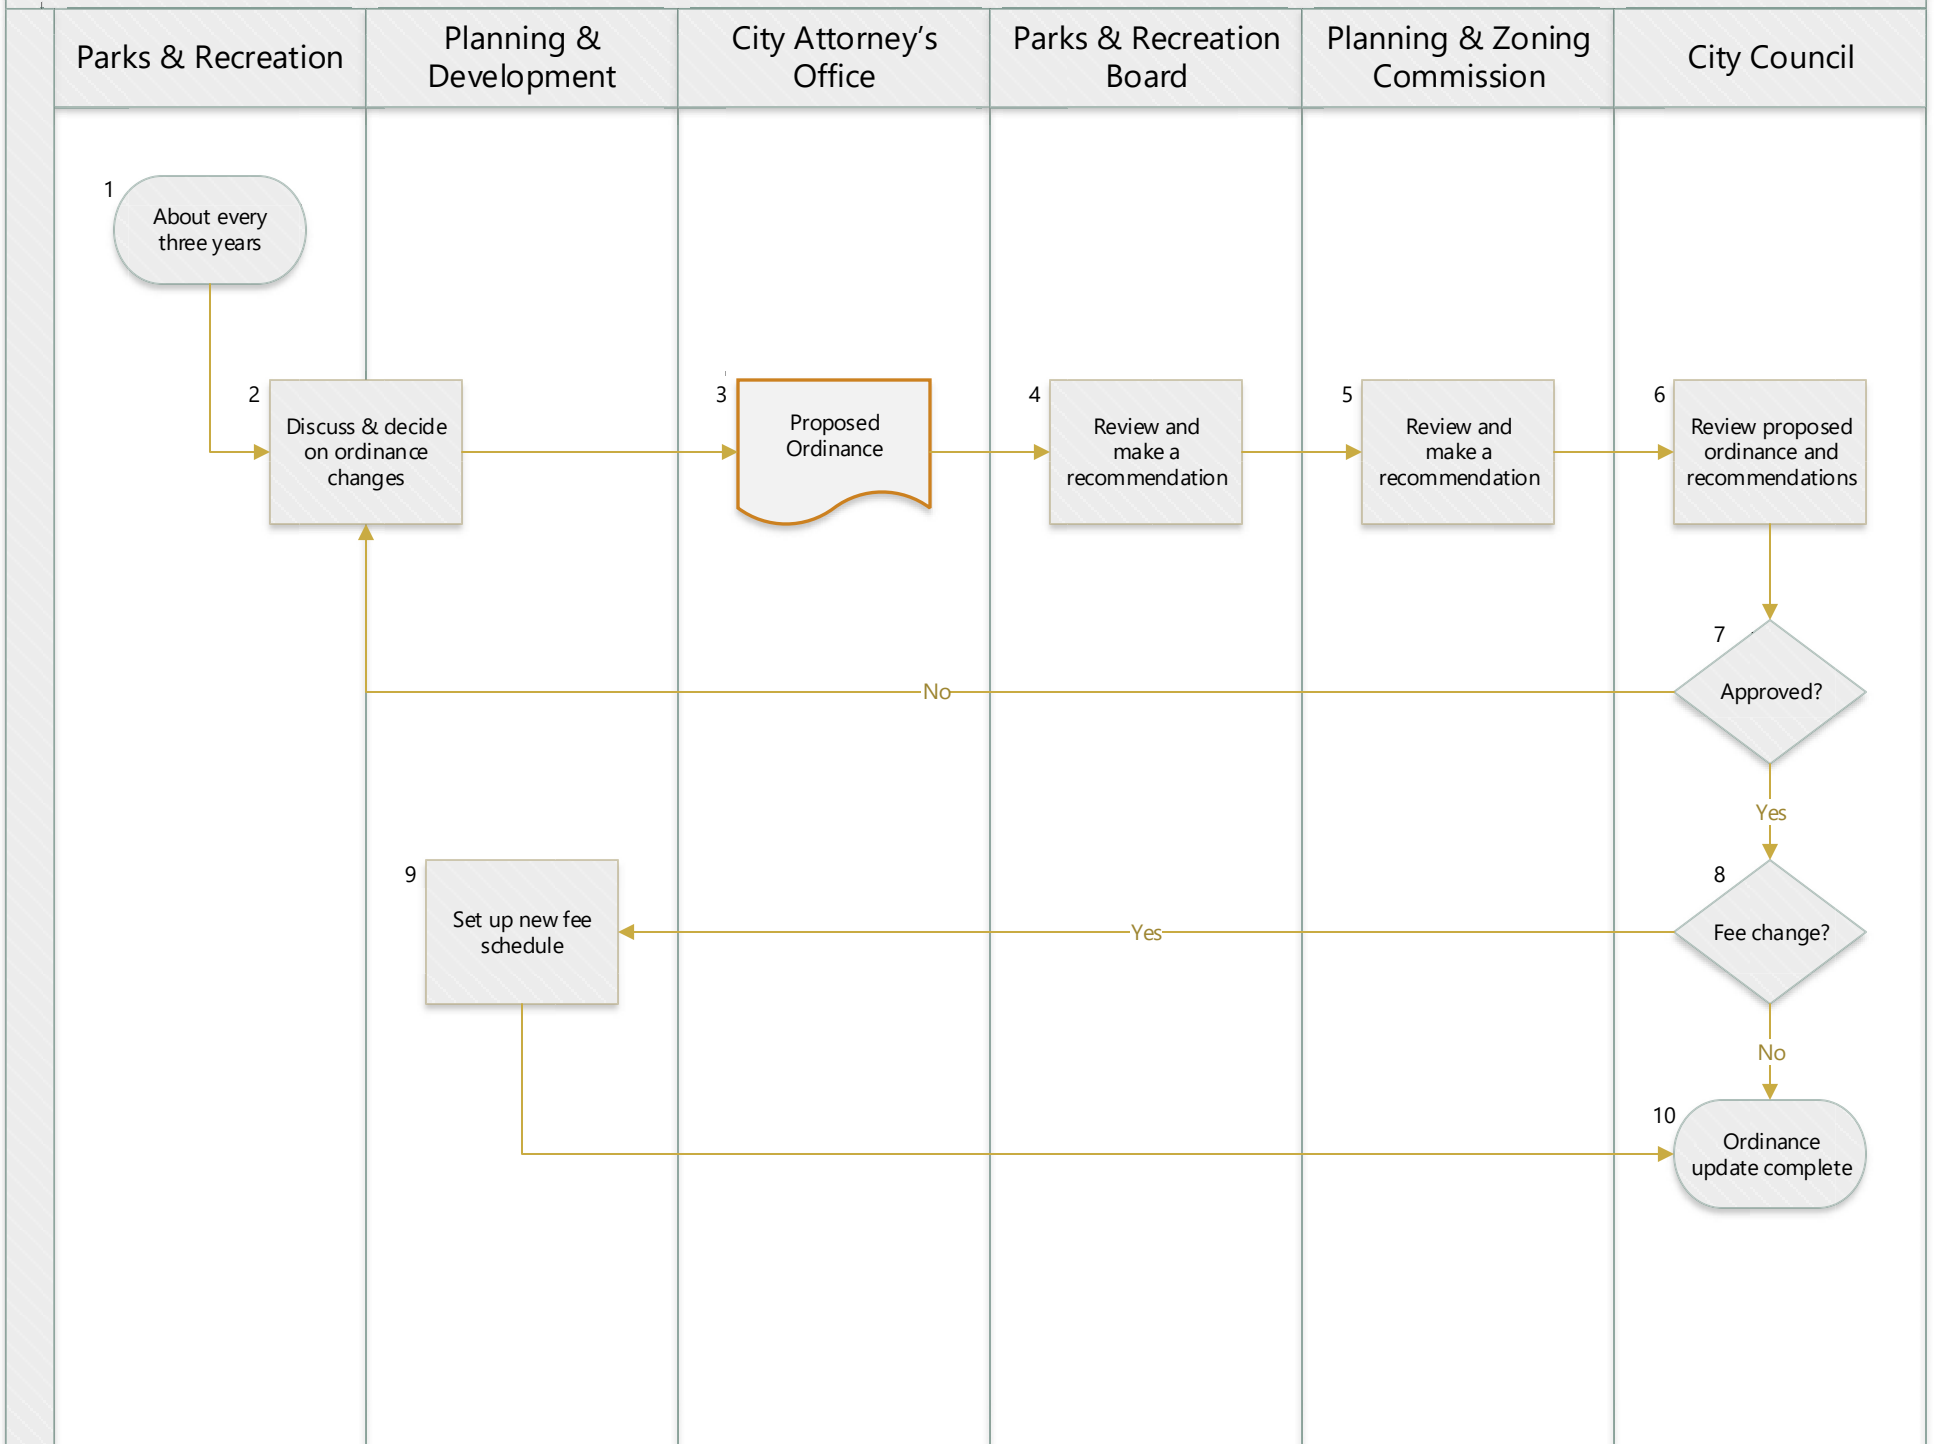 Parks & Recreation
Planning &
Development
City Attorney’s
Office
Parks & Recreation
Board
Planning & Zoning
Commission
City Council
1
About every
three years
2
Discuss & decide
on ordinance
changes
3
Proposed
Ordinance
4
Review and
make a
recommendation
5
Review and
make a
recommendation
6
Review proposed
ordinance and
recommendations
7
Approved?
No
Yes
8
Fee change?
Yes
9
Set up new fee
schedule
No
10
Ordinance
update complete